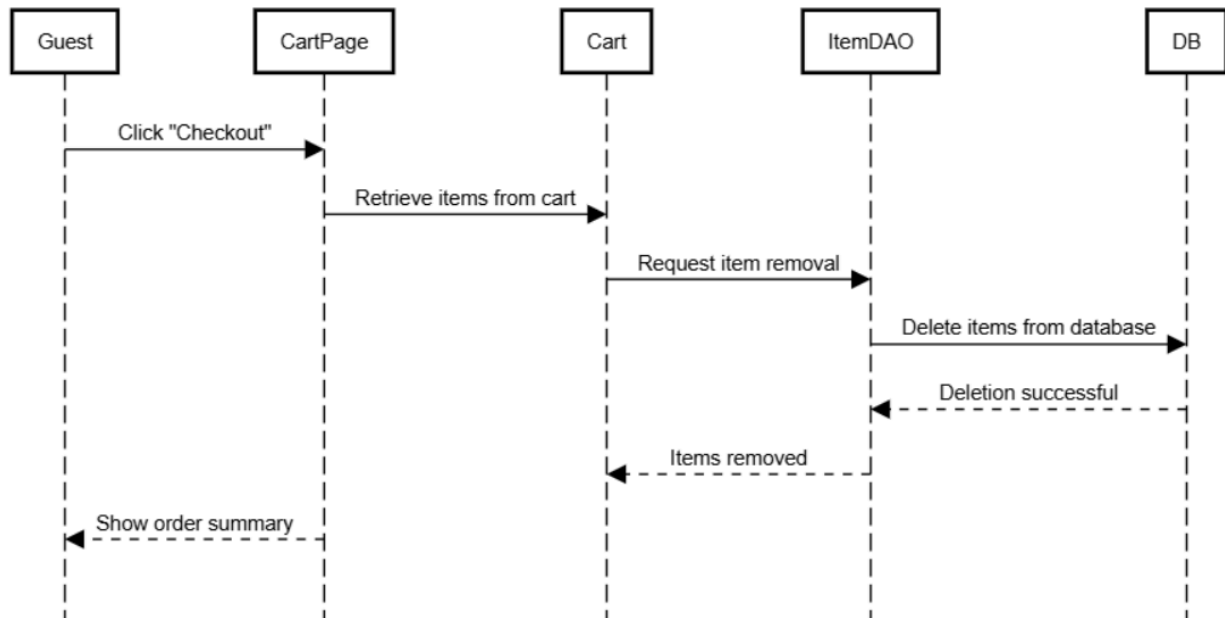 Guest
CartPage
Cart
ItemDAO
DB
Click "Checkout"
Retrieve items from cart
Request item removal
Delete items from database
Deletion successful
Items removed
Show order summary